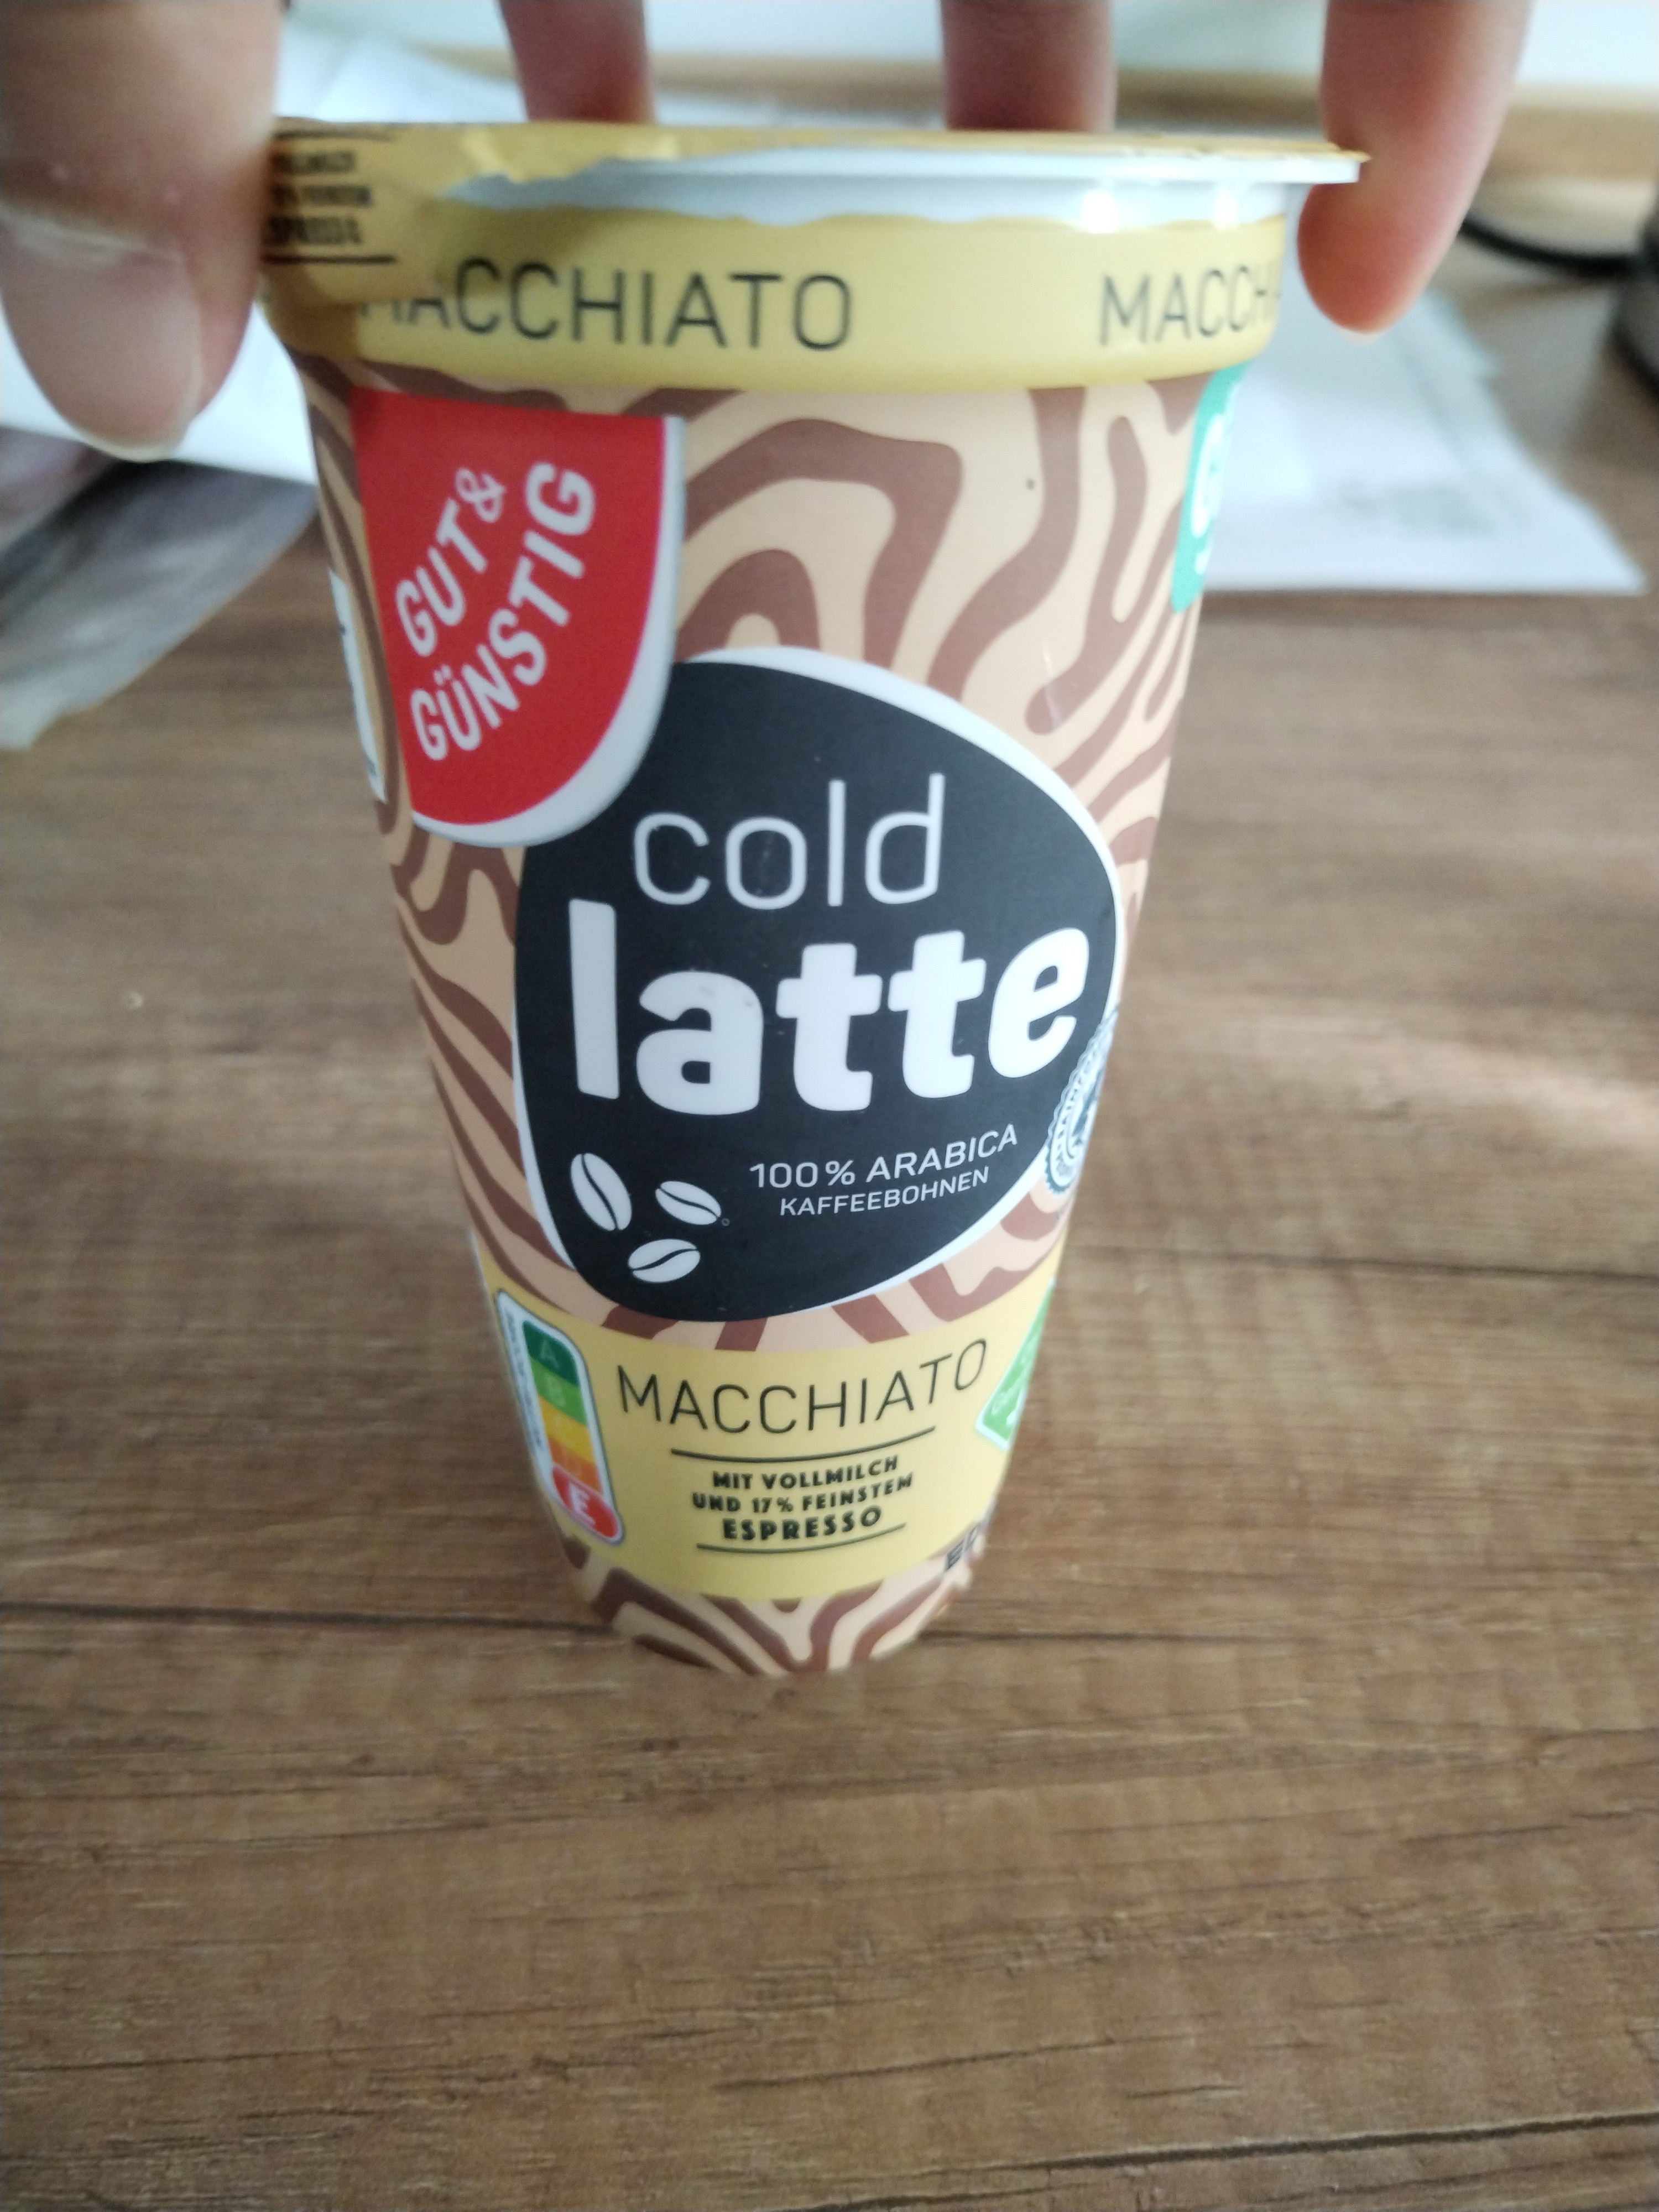 MACCHIATO
MACCHI
GUT &
GÜNSTIG
cold
latte
100% ARABICA
KAFFEEBOHNEN
A
B
D
E
MACCHIATO
MIT VOLLMILCH
UND 17% FEINSTEM
ESPRESSO